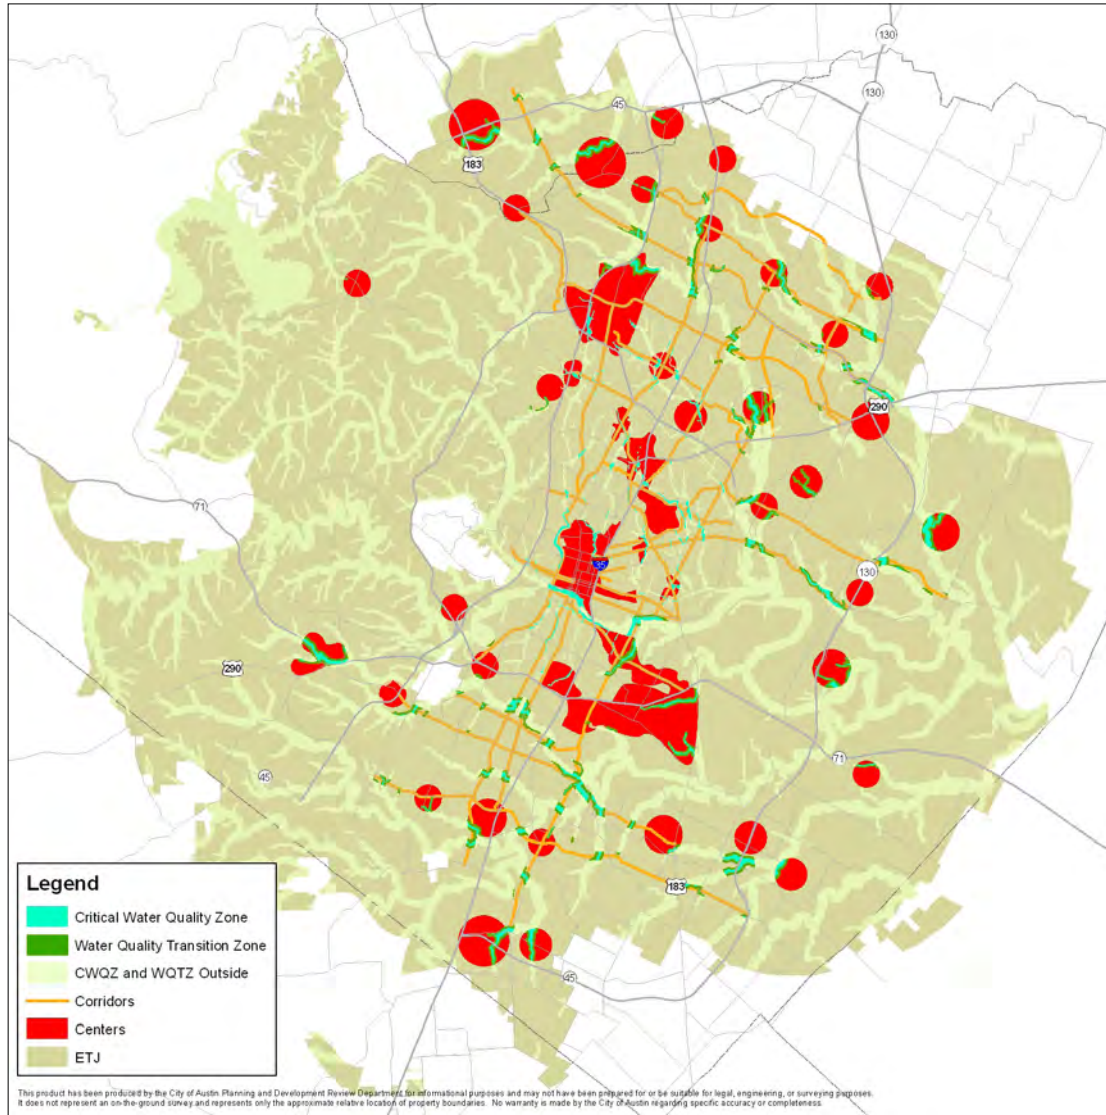 130
130
45
183
290
71
35
130
290
71
45
183
45
Legend
Critical Water Quality Zone
Water Quality Transition Zone
CWQZ and WQTZ Outside
Corridors
Centers
ETJ
This product has been produced by the City of Austin Planning and Development Review Department for informational purposes and may not have been prepared for or be suitable for legal, engineering, or surveying purposes.
It does not represent an on-the-ground survey and represents only the approximate relative location of property boundaries. No warranty is made by the City of Austin regarding specific accuracy or completeness.